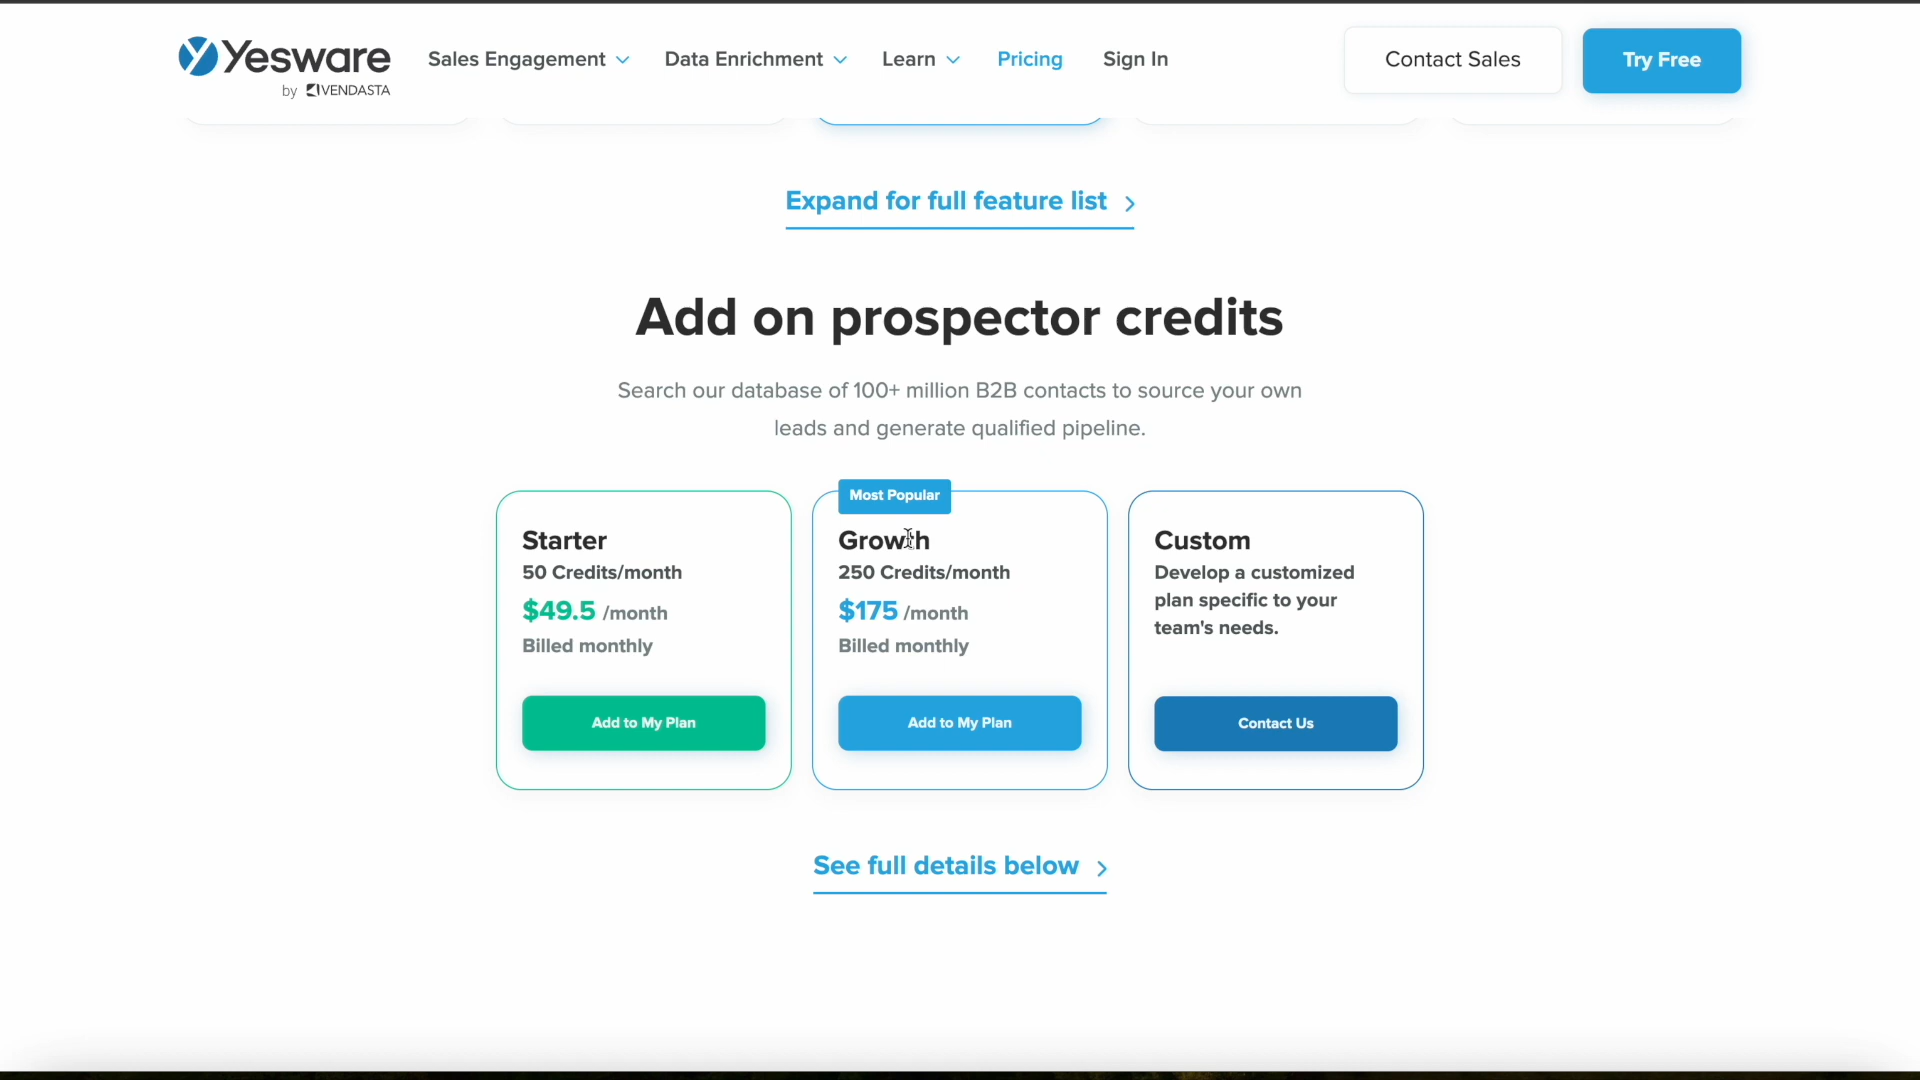 Yesware
by VENDASTA
Sales Engagement
Data Enrichment
Learn
Pricing
Sign In
Contact Sales
Try Free
Expand for full feature list
Add on prospector credits
Search our database of 100+ million B2B contacts to source your own
leads and generate qualified pipeline.
Starter
50 Credits/month
$49.5 /month
Billed monthly
Add to My Plan
Most Popular
Growth
250 Credits/month
$175 /month
Billed monthly
Add to My Plan
Custom
Develop a customized
plan specific to your
team's needs.
Contact Us
See full details below